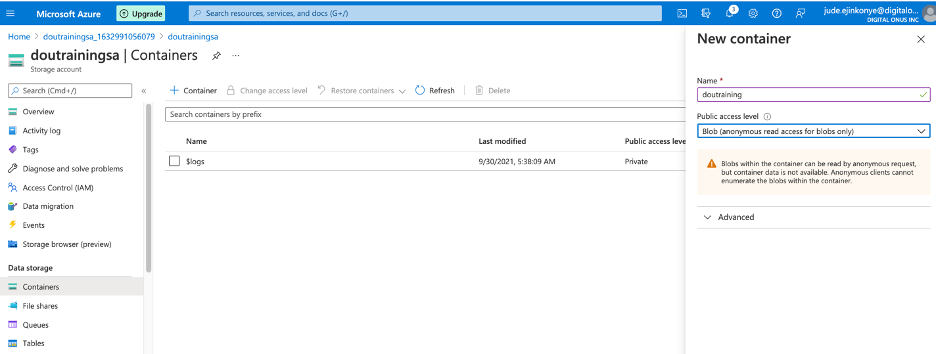 Microsoft Azure
Upgrade
Search resources, services, and docs (G+/)
3
jude.ejinkonye@digitalo...
DIGITAL ONUS INC
Home > doutrainingsa_1632991056079 > doutrainingsa
doutrainingsa | Containers
...
Storage account
Search (Cmd+/)
«
Overview
Activity log
Tags
Diagnose and solve problems
Access Control (IAM)
Data migration
Events
Storage browser (preview)
Data storage
Containers
File shares
Queues
Tables
+ Container
Change access level
Restore containers
Refresh
Delete
Search containers by prefix
Name
Last modified
Public access leve
$logs
9/30/2021, 5:38:09 AM
Private
New container
Name *
doutraining
Public access level
Blob (anonymous read access for blobs only)
Blobs within the container can be read by anonymous request,
but container data is not available. Anonymous clients cannot
enumerate the blobs within the container.
Advanced